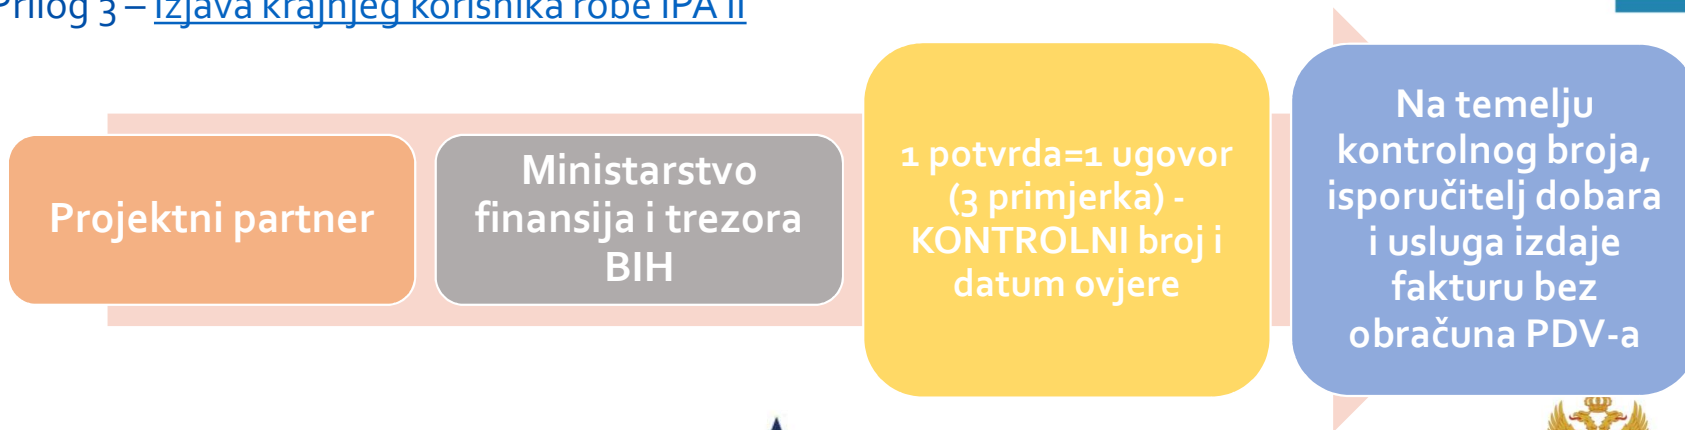 Prilog 3 – Izjava krajnjeg korisnika robe IPA II
Projektni partner
Ministarstvo
finansija i trezora
BIH
1 potvrda=1 ugovor
(3 primjerka) -
KONTROLNI broj i
datum ovjere
Na temelju
kontrolnog broja,
isporučitelj dobara
i usluga izdaje
fakturu bez
obračuna PDV-a